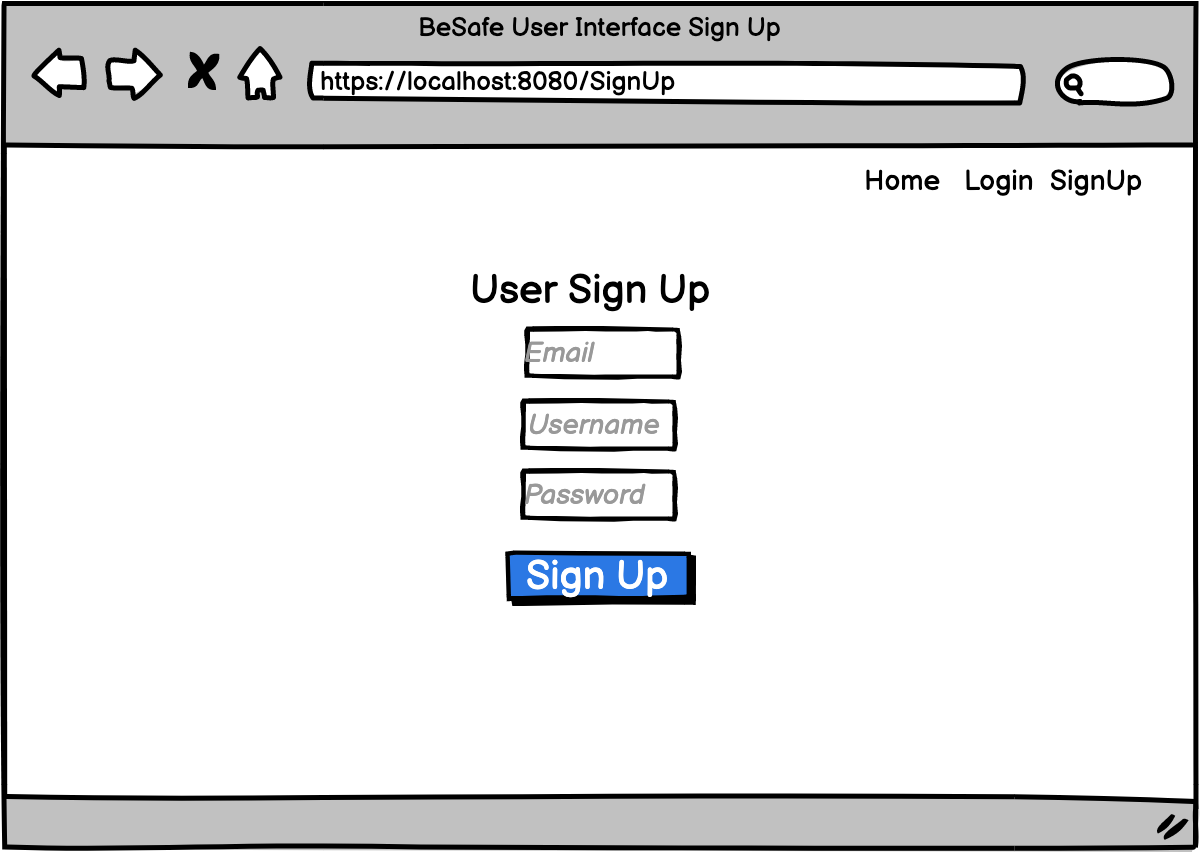 BeSafe User Interface Sign Up
https://localhost:8080/SignUp
Home Login SignUp
User Sign Up
Email
Username
Password
Sign Up